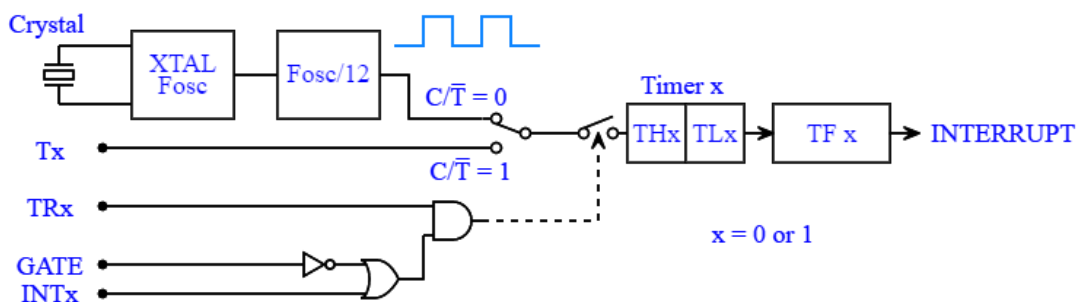 Crystal
XTAL
Fosc
Fosc/12
C/T̅ = 0
Timer x
THx
TLx
TF x
INTERRUPT
Tx
C/T̅ = 1
TRx
x = 0 or 1
GATE
INTx